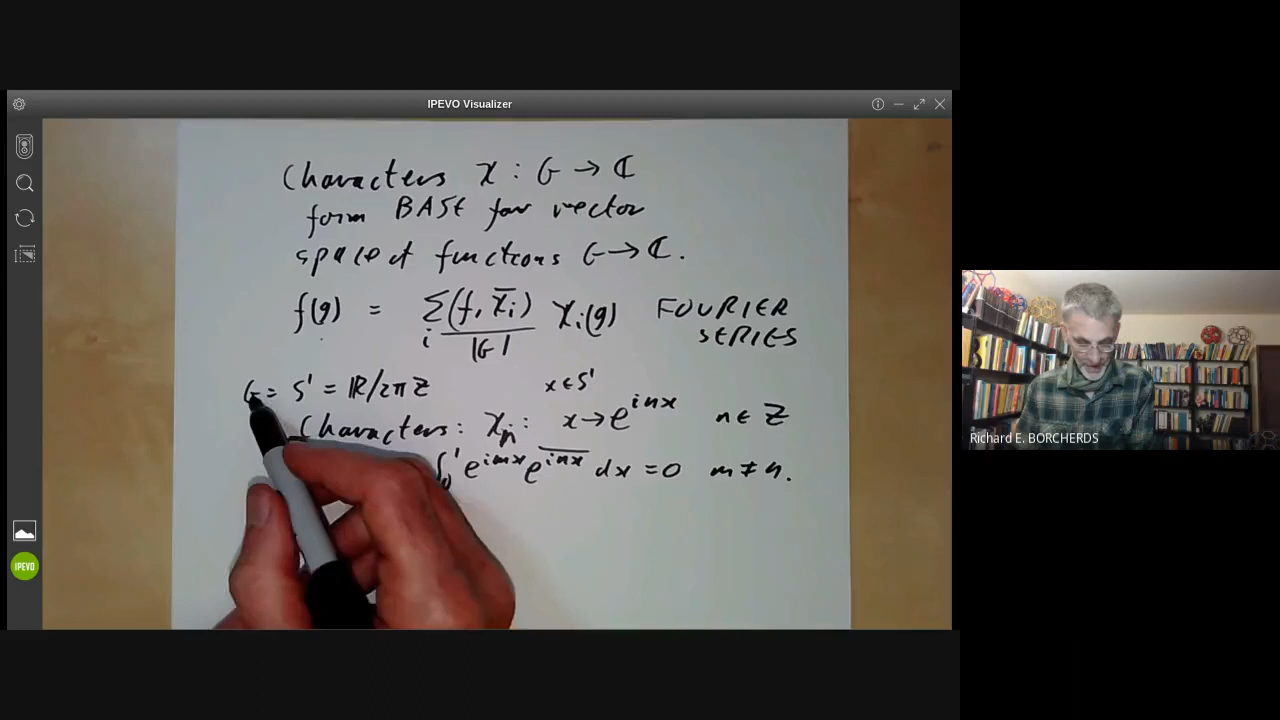 IPEVO Visualizer
Characters χ : G → ℂ
form BASE for vector
space of functions G → ℂ.
f(g) = Σ_i (f, χ̄_i) / |G| χ_i(g) FOURIER SERIES
G = S¹ = ℝ/2πZ x ∈ S¹
Characters: χ_n : x → e^{inx} n ∈ Z
∫_0^1 e^{imx} \overline{e^{inx}} dx = 0 m ≠ n.
IPEVO
Richard E. BORCHERDS